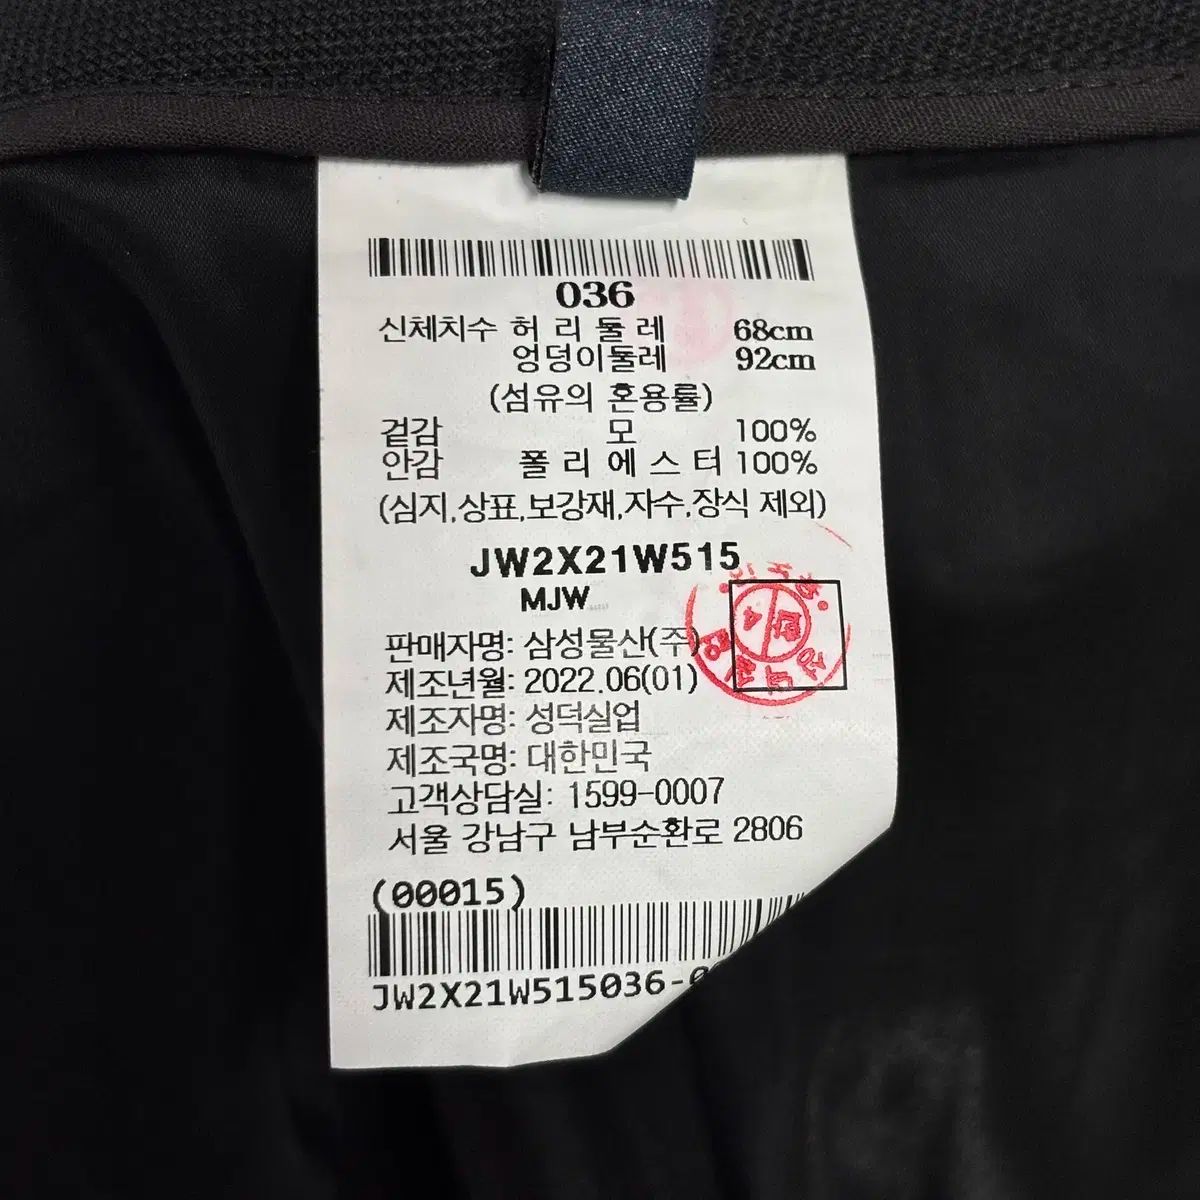 036
신체치수 허 리 둘 레 68cm
엉덩이둘레 92cm
(섬유의 혼용률)
겉감 모 100%
안감 폴 리 에 스 터 100%
(심지,상표,보강재,자수,장식 제외)
JW2X21W515
MJW
판매자명: 삼성물산(주)
제조년월: 2022.06(01)
제조자명: 성덕실업
제조국명: 대한민국
고객상담실: 1599-0007
서울 강남구 남부순환로 2806
(00015)
JW2X21W515036-0